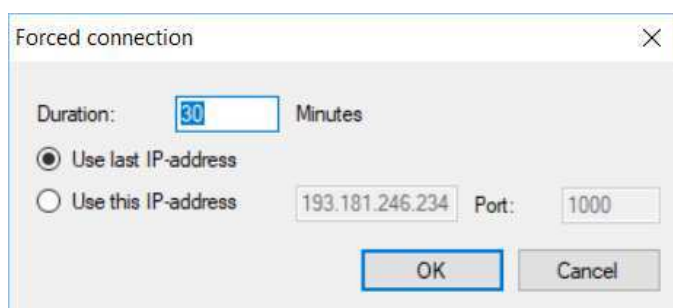 Forced connection
Duration: 30 Minutes
Use last IP-address
Use this IP-address 193.181.246.234 Port: 1000
OK Cancel